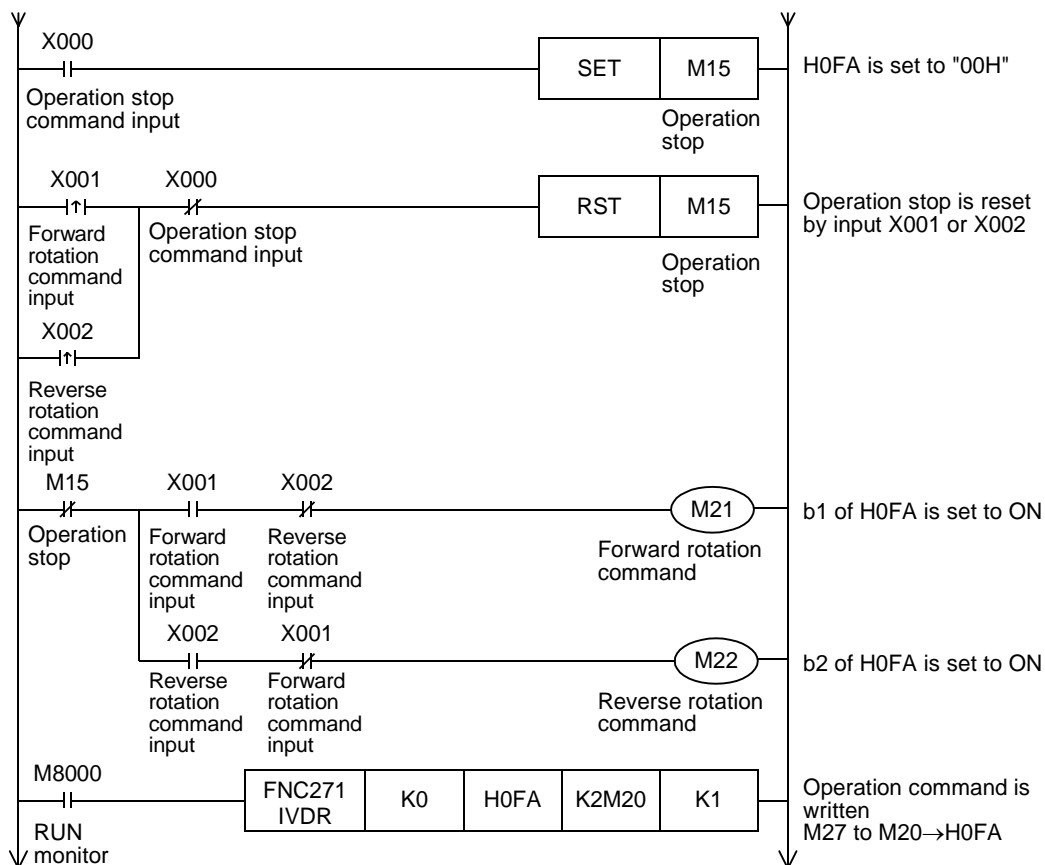 X000
SET M15
H0FA is set to "00H"
Operation stop
command input
Operation
stop
X001 X000
RST M15
Operation stop is reset
by input X001 or X002
Forward
rotation
command
input
Operation stop
command input
Operation
stop
X002
Reverse
rotation
command
input
M15 X001 X002
M21
b1 of H0FA is set to ON
Operation
stop
Forward
rotation
command
input
Reverse
rotation
command
input
Forward rotation
command
X002 X001
M22
b2 of H0FA is set to ON
Reverse
rotation
command
input
Forward
rotation
command
input
Reverse rotation
command
M8000
FNC271
IVDR
K0 H0FA K2M20 K1
Operation command is
written
M27 to M20→H0FA
RUN
monitor